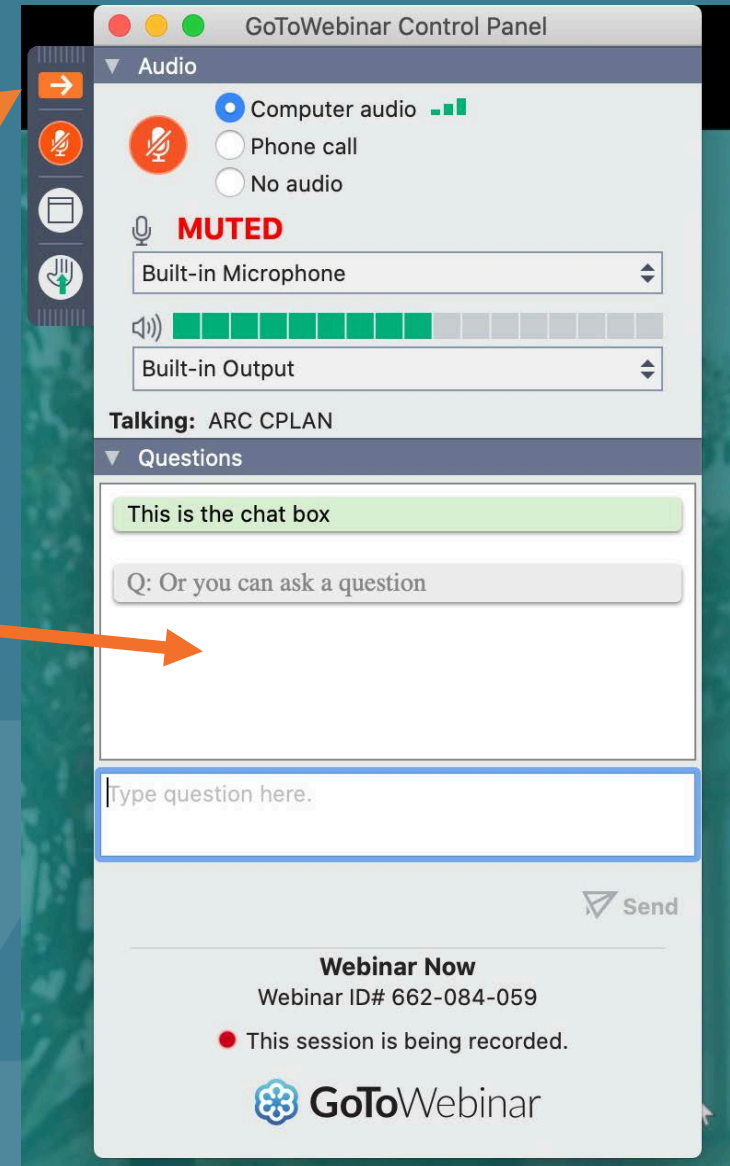 GoToWebinar Control Panel
Audio
Computer audio
Phone call
No audio
MUTED
Built-in Microphone
Built-in Output
Talking: ARC CPLAN
Questions
This is the chat box
Q: Or you can ask a question
Type question here.
Send
Webinar Now
Webinar ID# 662-084-059
This session is being recorded.
GoToWebinar